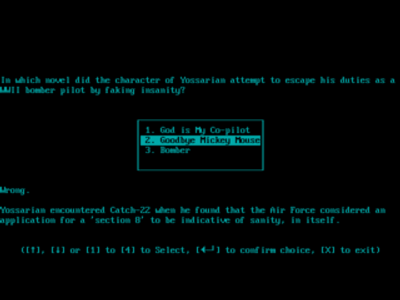 In which novel did the character of Yossarian attempt to escape his duties as a
WWII bomber pilot by faking insanity?
1. God is My Co-pilot
2. Goodbye Mickey Mouse
3. Bomber
Wrong.
Yossarian encountered Catch-22 when he found that the Air Force considered an
application for a 'section 8' to be indicative of sanity, in itself.
([↑], [↓] or [1] to [4] to Select, [◄─┘] to confirm choice, [X] to exit)